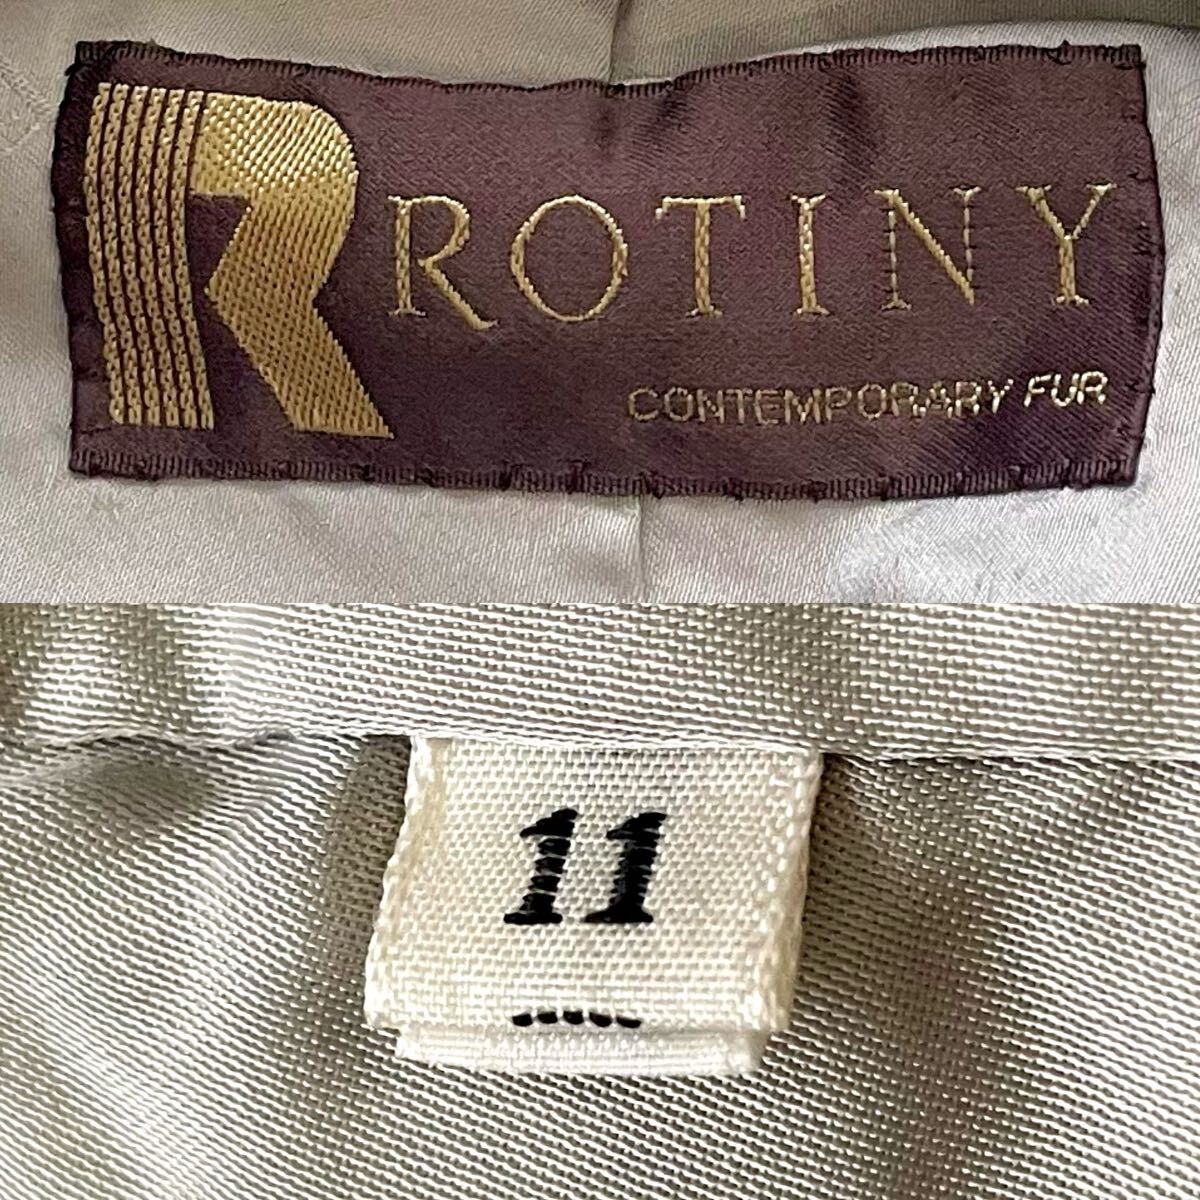 R ROTINY
CONTEMPORARY FUR
11